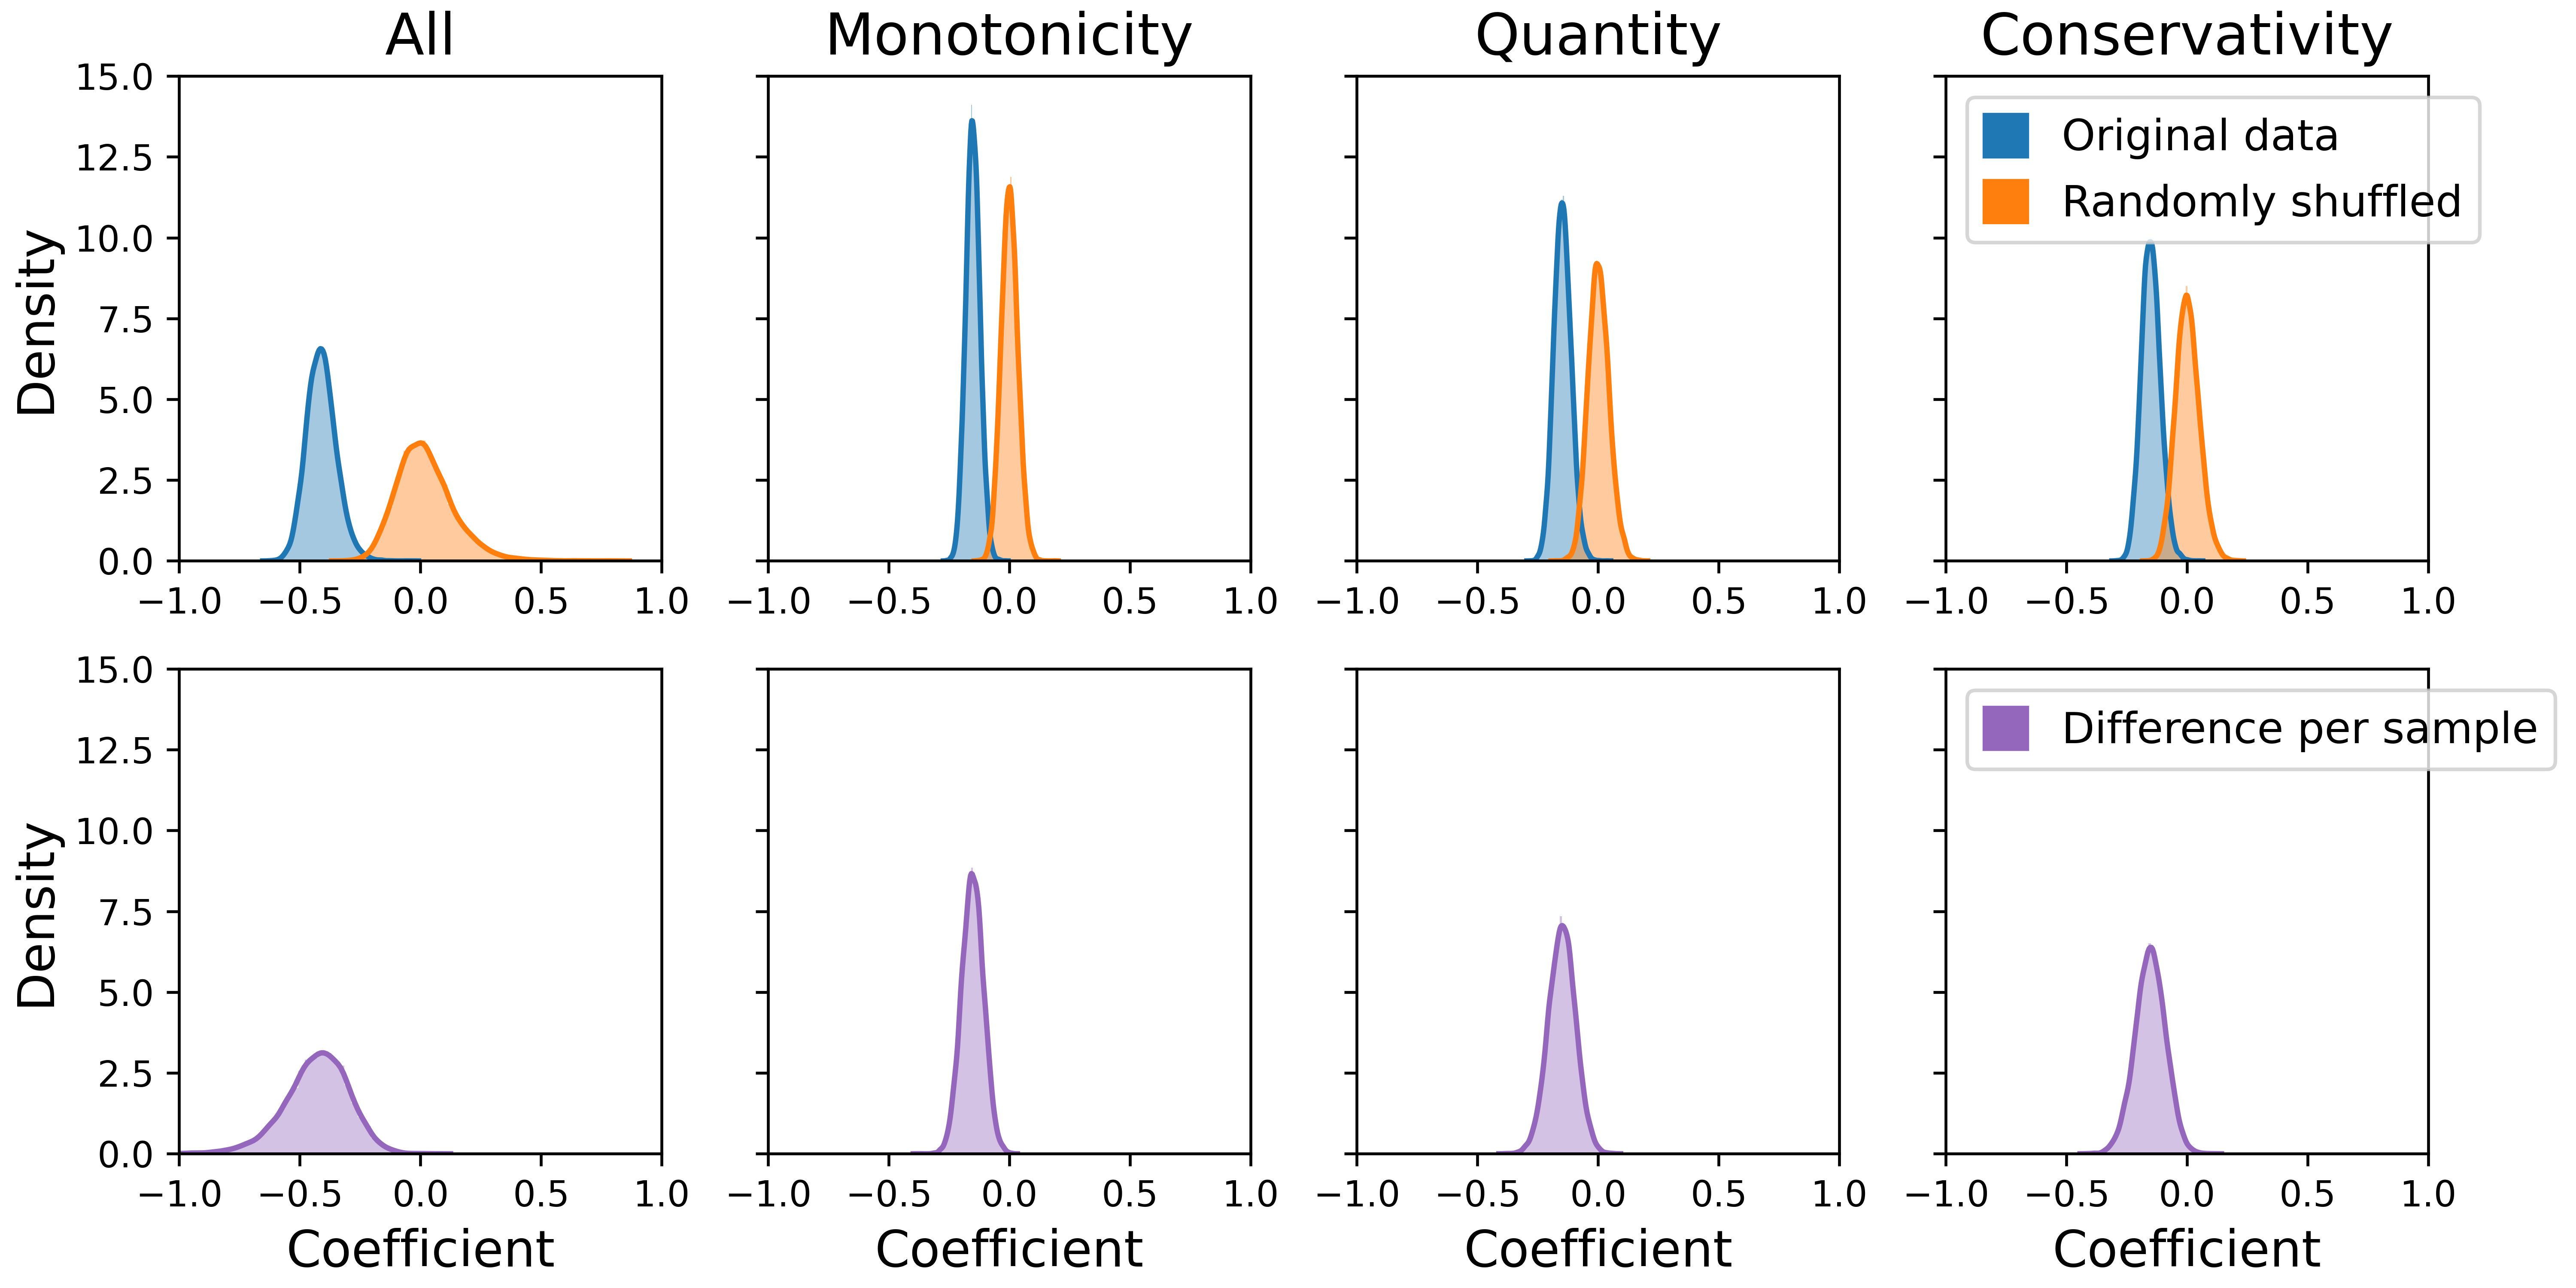 All Monotonicity Quantity Conservativity
15.0
12.5
10.0
7.5
5.0
2.5
0.0
Density
Original data
Randomly shuffled
−1.0 −0.5 0.0 0.5 1.0 −1.0 −0.5 0.0 0.5 1.0 −1.0 −0.5 0.0 0.5 1.0 −1.0 −0.5 0.0 0.5 1.0
15.0
12.5
10.0
7.5
5.0
2.5
0.0
Density
Difference per sample
−1.0 −0.5 0.0 0.5 1.0 −1.0 −0.5 0.0 0.5 1.0 −1.0 −0.5 0.0 0.5 1.0 −1.0 −0.5 0.0 0.5 1.0
Coefficient Coefficient Coefficient Coefficient